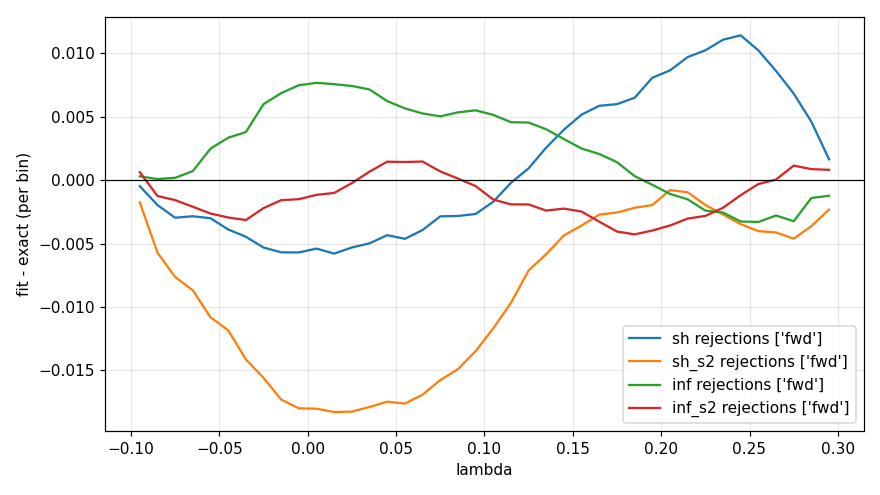 0.010
0.005
0.000
−0.005
−0.010
−0.015
fit - exact (per bin)
sh rejections ['fwd']
sh_s2 rejections ['fwd']
inf rejections ['fwd']
inf_s2 rejections ['fwd']
−0.10 −0.05 0.00 0.05 0.10 0.15 0.20 0.25 0.30
lambda